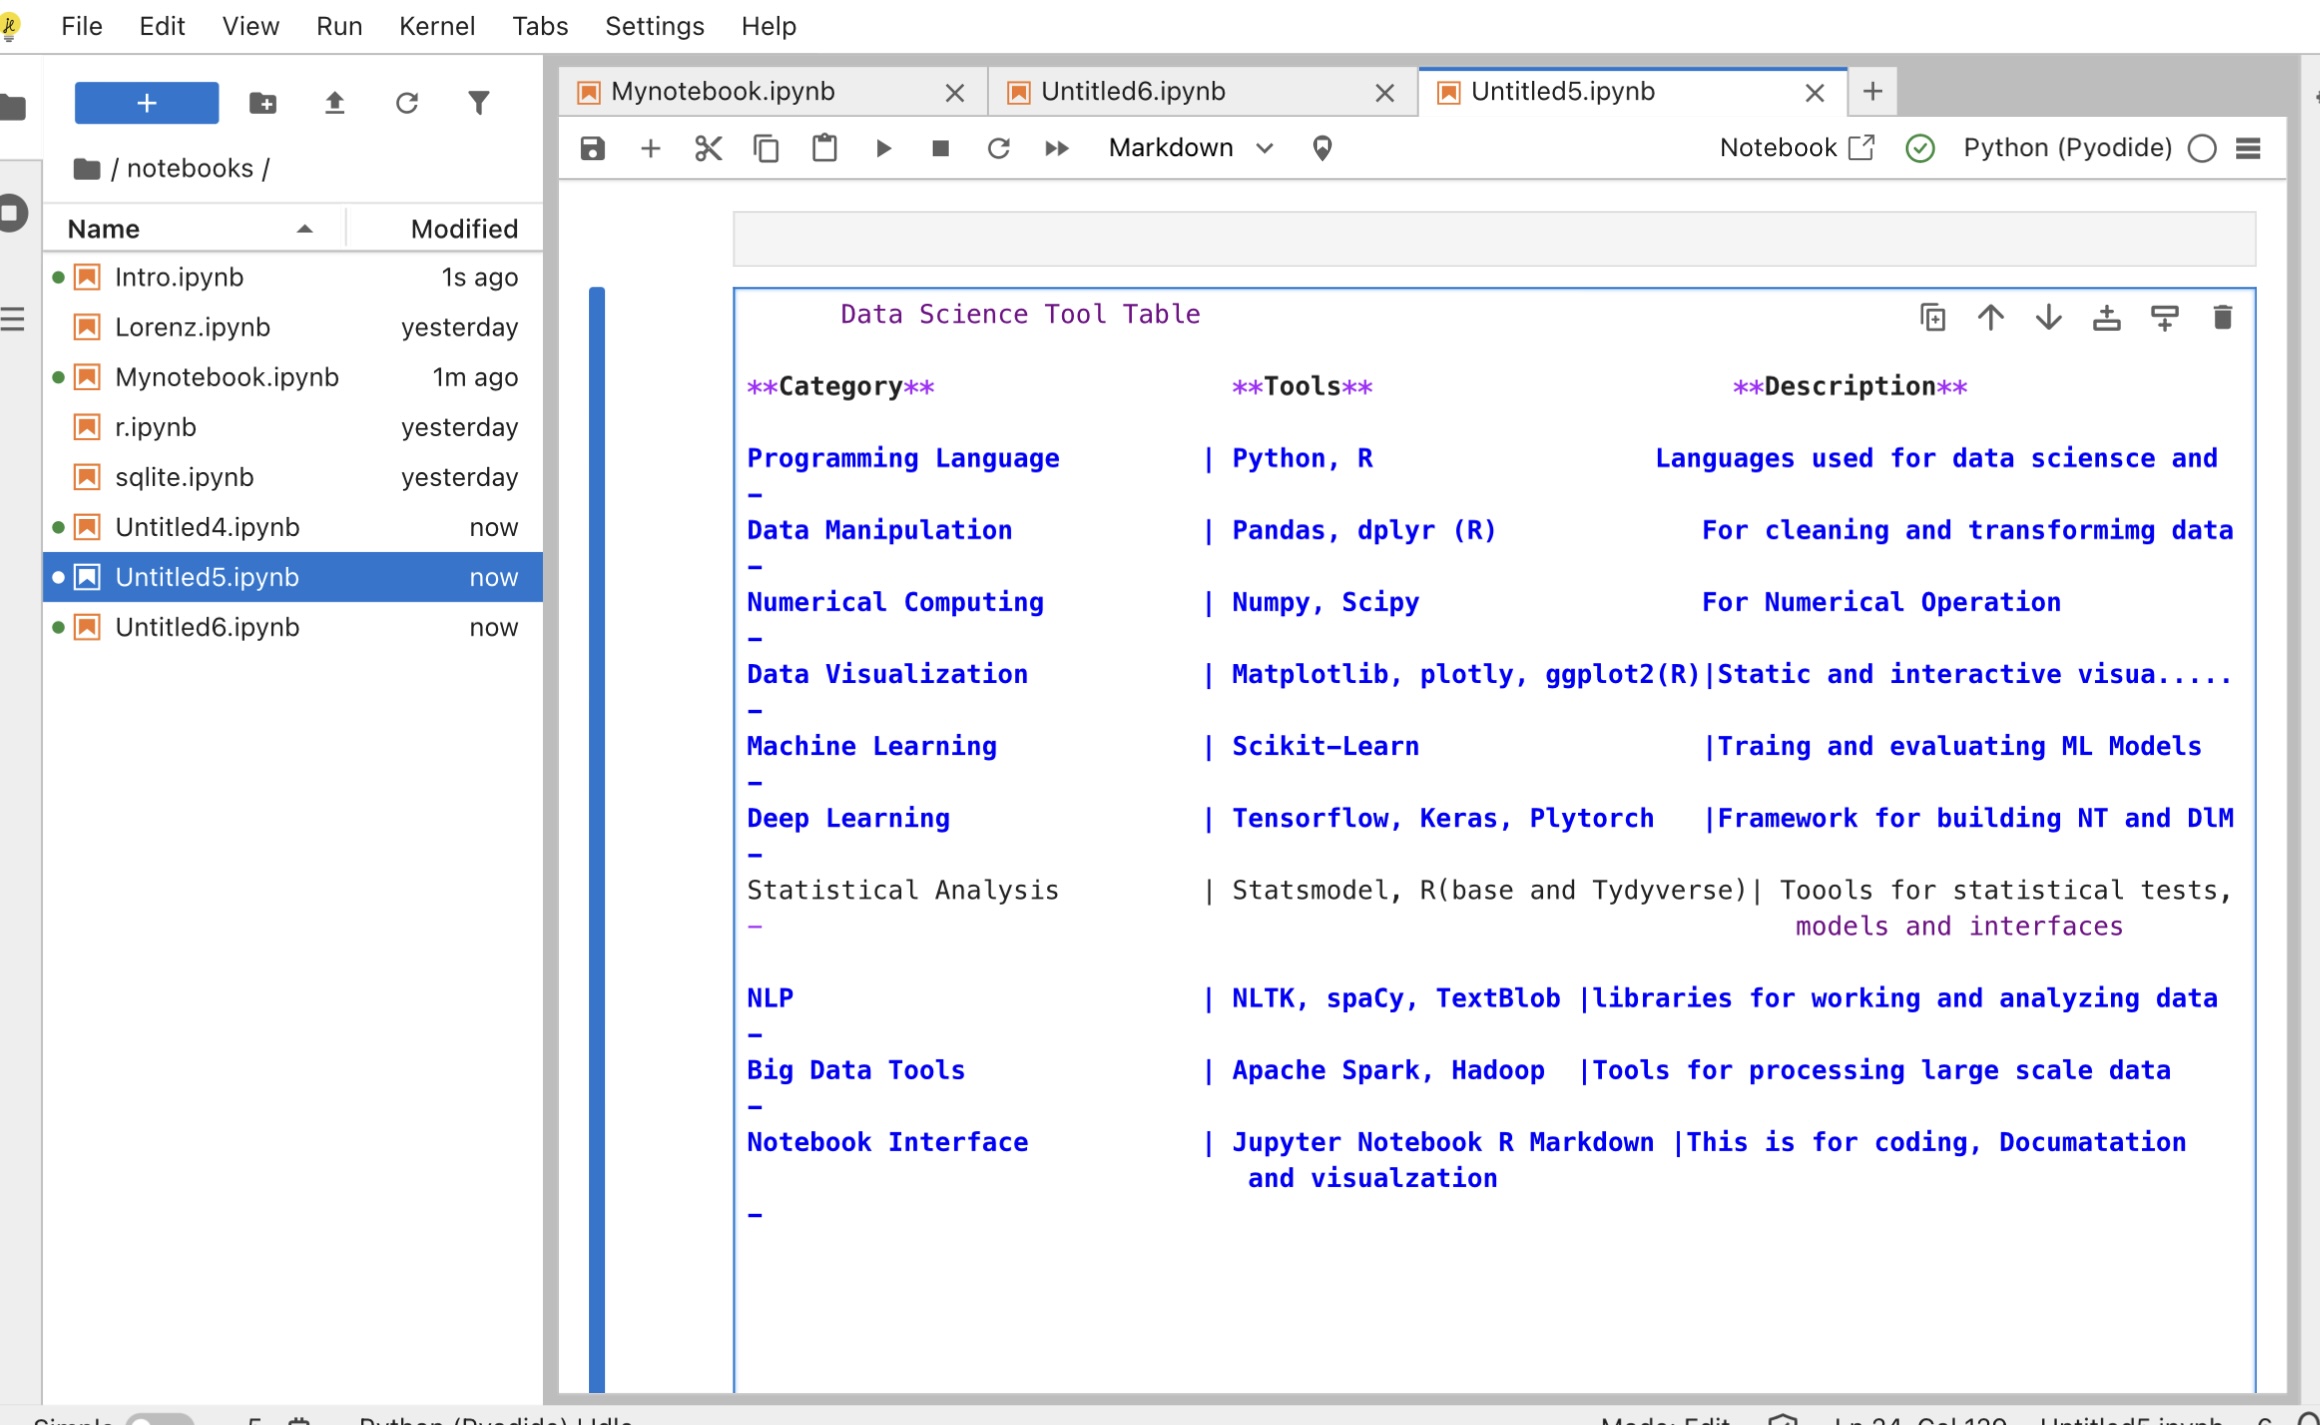 File Edit View Run Kernel Tabs Settings Help
+
/ notebooks /
Name Modified
Intro.ipynb 1s ago
Lorenz.ipynb yesterday
Mynotebook.ipynb 1m ago
r.ipynb yesterday
sqlite.ipynb yesterday
Untitled4.ipynb now
Untitled5.ipynb now
Untitled6.ipynb now
Mynotebook.ipynb Untitled6.ipynb Untitled5.ipynb
Markdown Notebook Python (Pyodide)
Data Science Tool Table
**Category** **Tools** **Description**
Programming Language | Python, R Languages used for data sciensce and
-
Data Manipulation | Pandas, dplyr (R) For cleaning and transformimg data
-
Numerical Computing | Numpy, Scipy For Numerical Operation
-
Data Visualization | Matplotlib, plotly, ggplot2(R)|Static and interactive visua.....
-
Machine Learning | Scikit-Learn |Traing and evaluating ML Models
-
Deep Learning | Tensorflow, Keras, Plytorch |Framework for building NT and DlM
-
Statistical Analysis | Statsmodel, R(base and Tydyverse)| Toools for statistical tests,
- models and interfaces
NLP | NLTK, spaCy, TextBlob |libraries for working and analyzing data
-
Big Data Tools | Apache Spark, Hadoop |Tools for processing large scale data
-
Notebook Interface | Jupyter Notebook R Markdown |This is for coding, Documatation
and visualzation
-
Simple Python (Pyodide) | Idle Mode: Edit Untitled5.ipynb